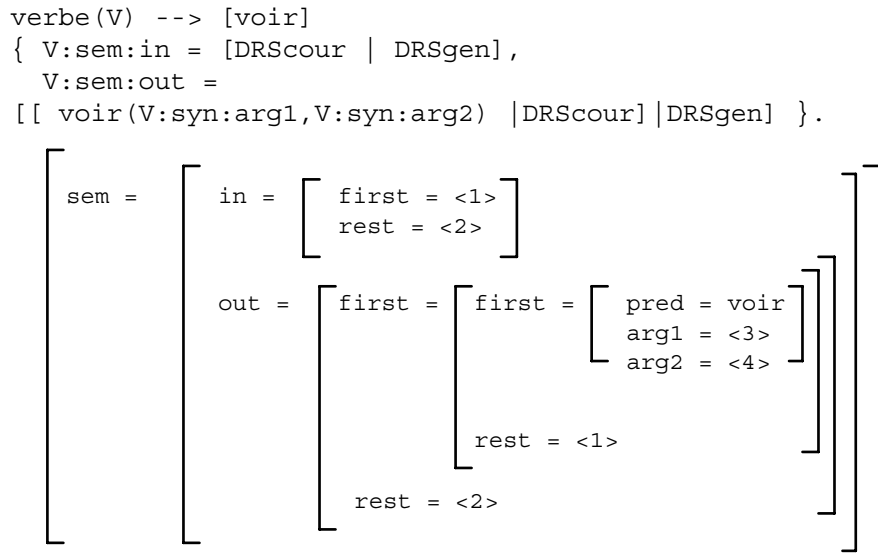 verbe(V) --> [voir]
{ V:sem:in = [DRScour | DRSgen],
V:sem:out =
[[ voir(V:syn:arg1,V:syn:arg2) |DRScour]|DRSgen] }.
sem = in = first = <1>
rest = <2>
out = first = first = pred = voir
arg1 = <3>
arg2 = <4>
rest = <1>
rest = <2>